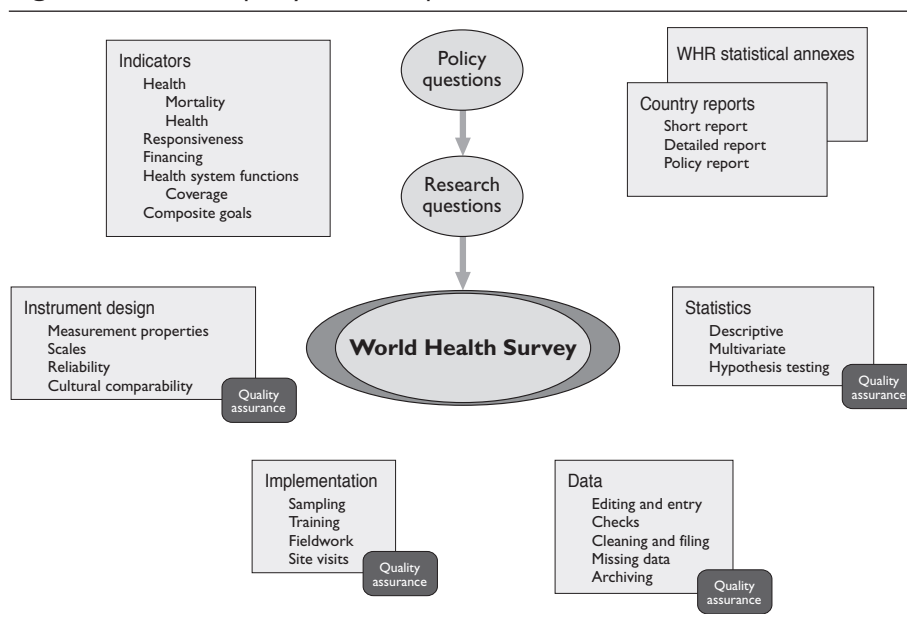 Indicators
Health
Mortality
Health
Responsiveness
Financing
Health system functions
Coverage
Composite goals
Policy
questions
Research
questions
WHR statistical annexes
Country reports
Short report
Detailed report
Policy report
Instrument design
Measurement properties
Scales
Reliability
Cultural comparability
Quality
assurance
World Health Survey
Statistics
Descriptive
Multivariate
Hypothesis testing
Quality
assurance
Implementation
Sampling
Training
Fieldwork
Site visits
Quality
assurance
Data
Editing and entry
Checks
Cleaning and filing
Missing data
Archiving
Quality
assurance